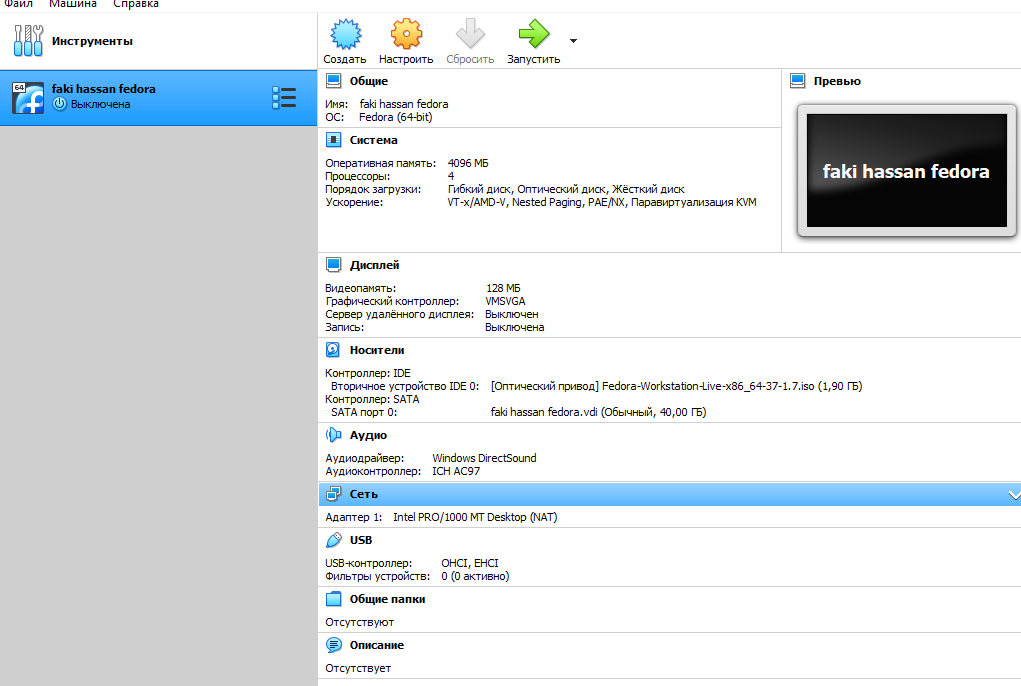 Файл Машина Справка
Инструменты
Создать Настроить Сбросить Запустить
64
faki hassan fedora
Выключена
Общие
Имя: faki hassan fedora
ОС: Fedora (64-bit)
Система
Оперативная память: 4096 МБ
Процессоры: 4
Порядок загрузки: Гибкий диск, Оптический диск, Жёсткий диск
Ускорение: VT-x/AMD-V, Nested Paging, PAE/NX, Паравиртуализация KVM
Превью
faki hassan fedora
Дисплей
Видеопамять: 128 МБ
Графический контроллер: VMSVGA
Сервер удалённого дисплея: Выключен
Запись: Выключена
Носители
Контроллер: IDE
Вторичное устройство IDE 0: [Оптический привод] Fedora-Workstation-Live-x86_64-37-1.7.iso (1,90 ГБ)
Контроллер: SATA
SATA порт 0: faki hassan fedora.vdi (Обычный, 40,00 ГБ)
Аудио
Аудиодрайвер: Windows DirectSound
Аудиоконтроллер: ICH AC97
Сеть
Адаптер 1: Intel PRO/1000 MT Desktop (NAT)
USB
USB-контроллер: OHCI, EHCI
Фильтры устройств: 0 (0 активно)
Общие папки
Отсутствуют
Описание
Отсутствует